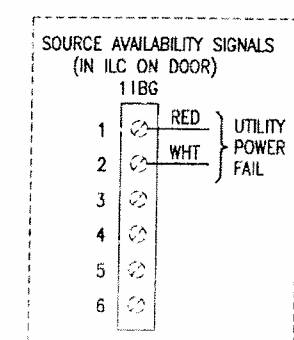 SOURCE AVAILABILITY SIGNALS
(IN ILC ON DOOR)
11BG
1 RED UTILITY
2 WHT POWER
FAIL
3
4
5
6